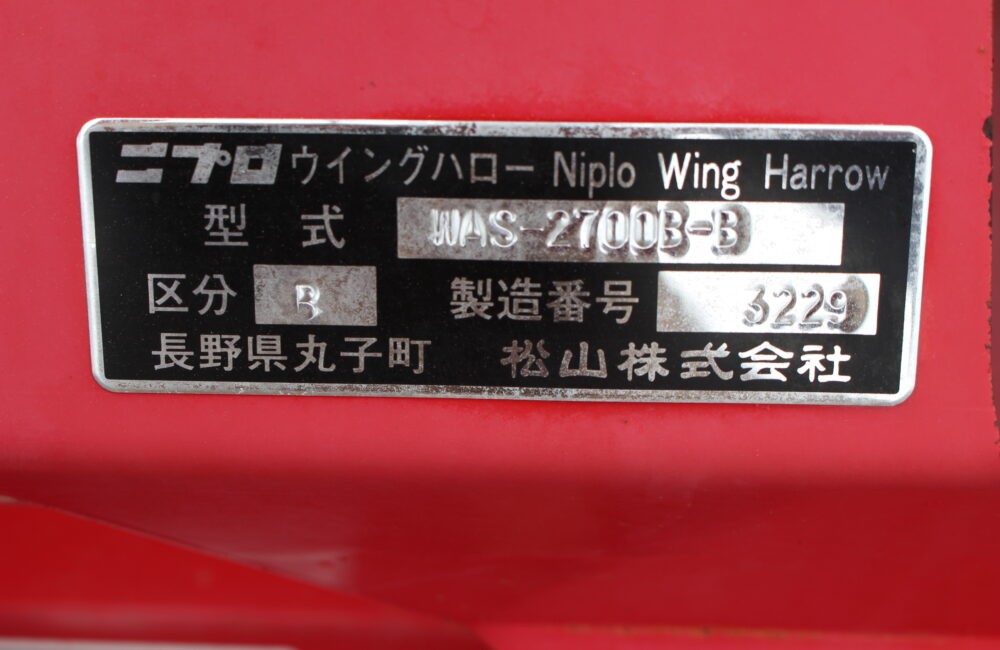 ニプロ ウイングハロー Niplo Wing Harrow
型式 WAS-2700B-B
区分 B 製造番号 6229
長野県丸子町 松山株式会社